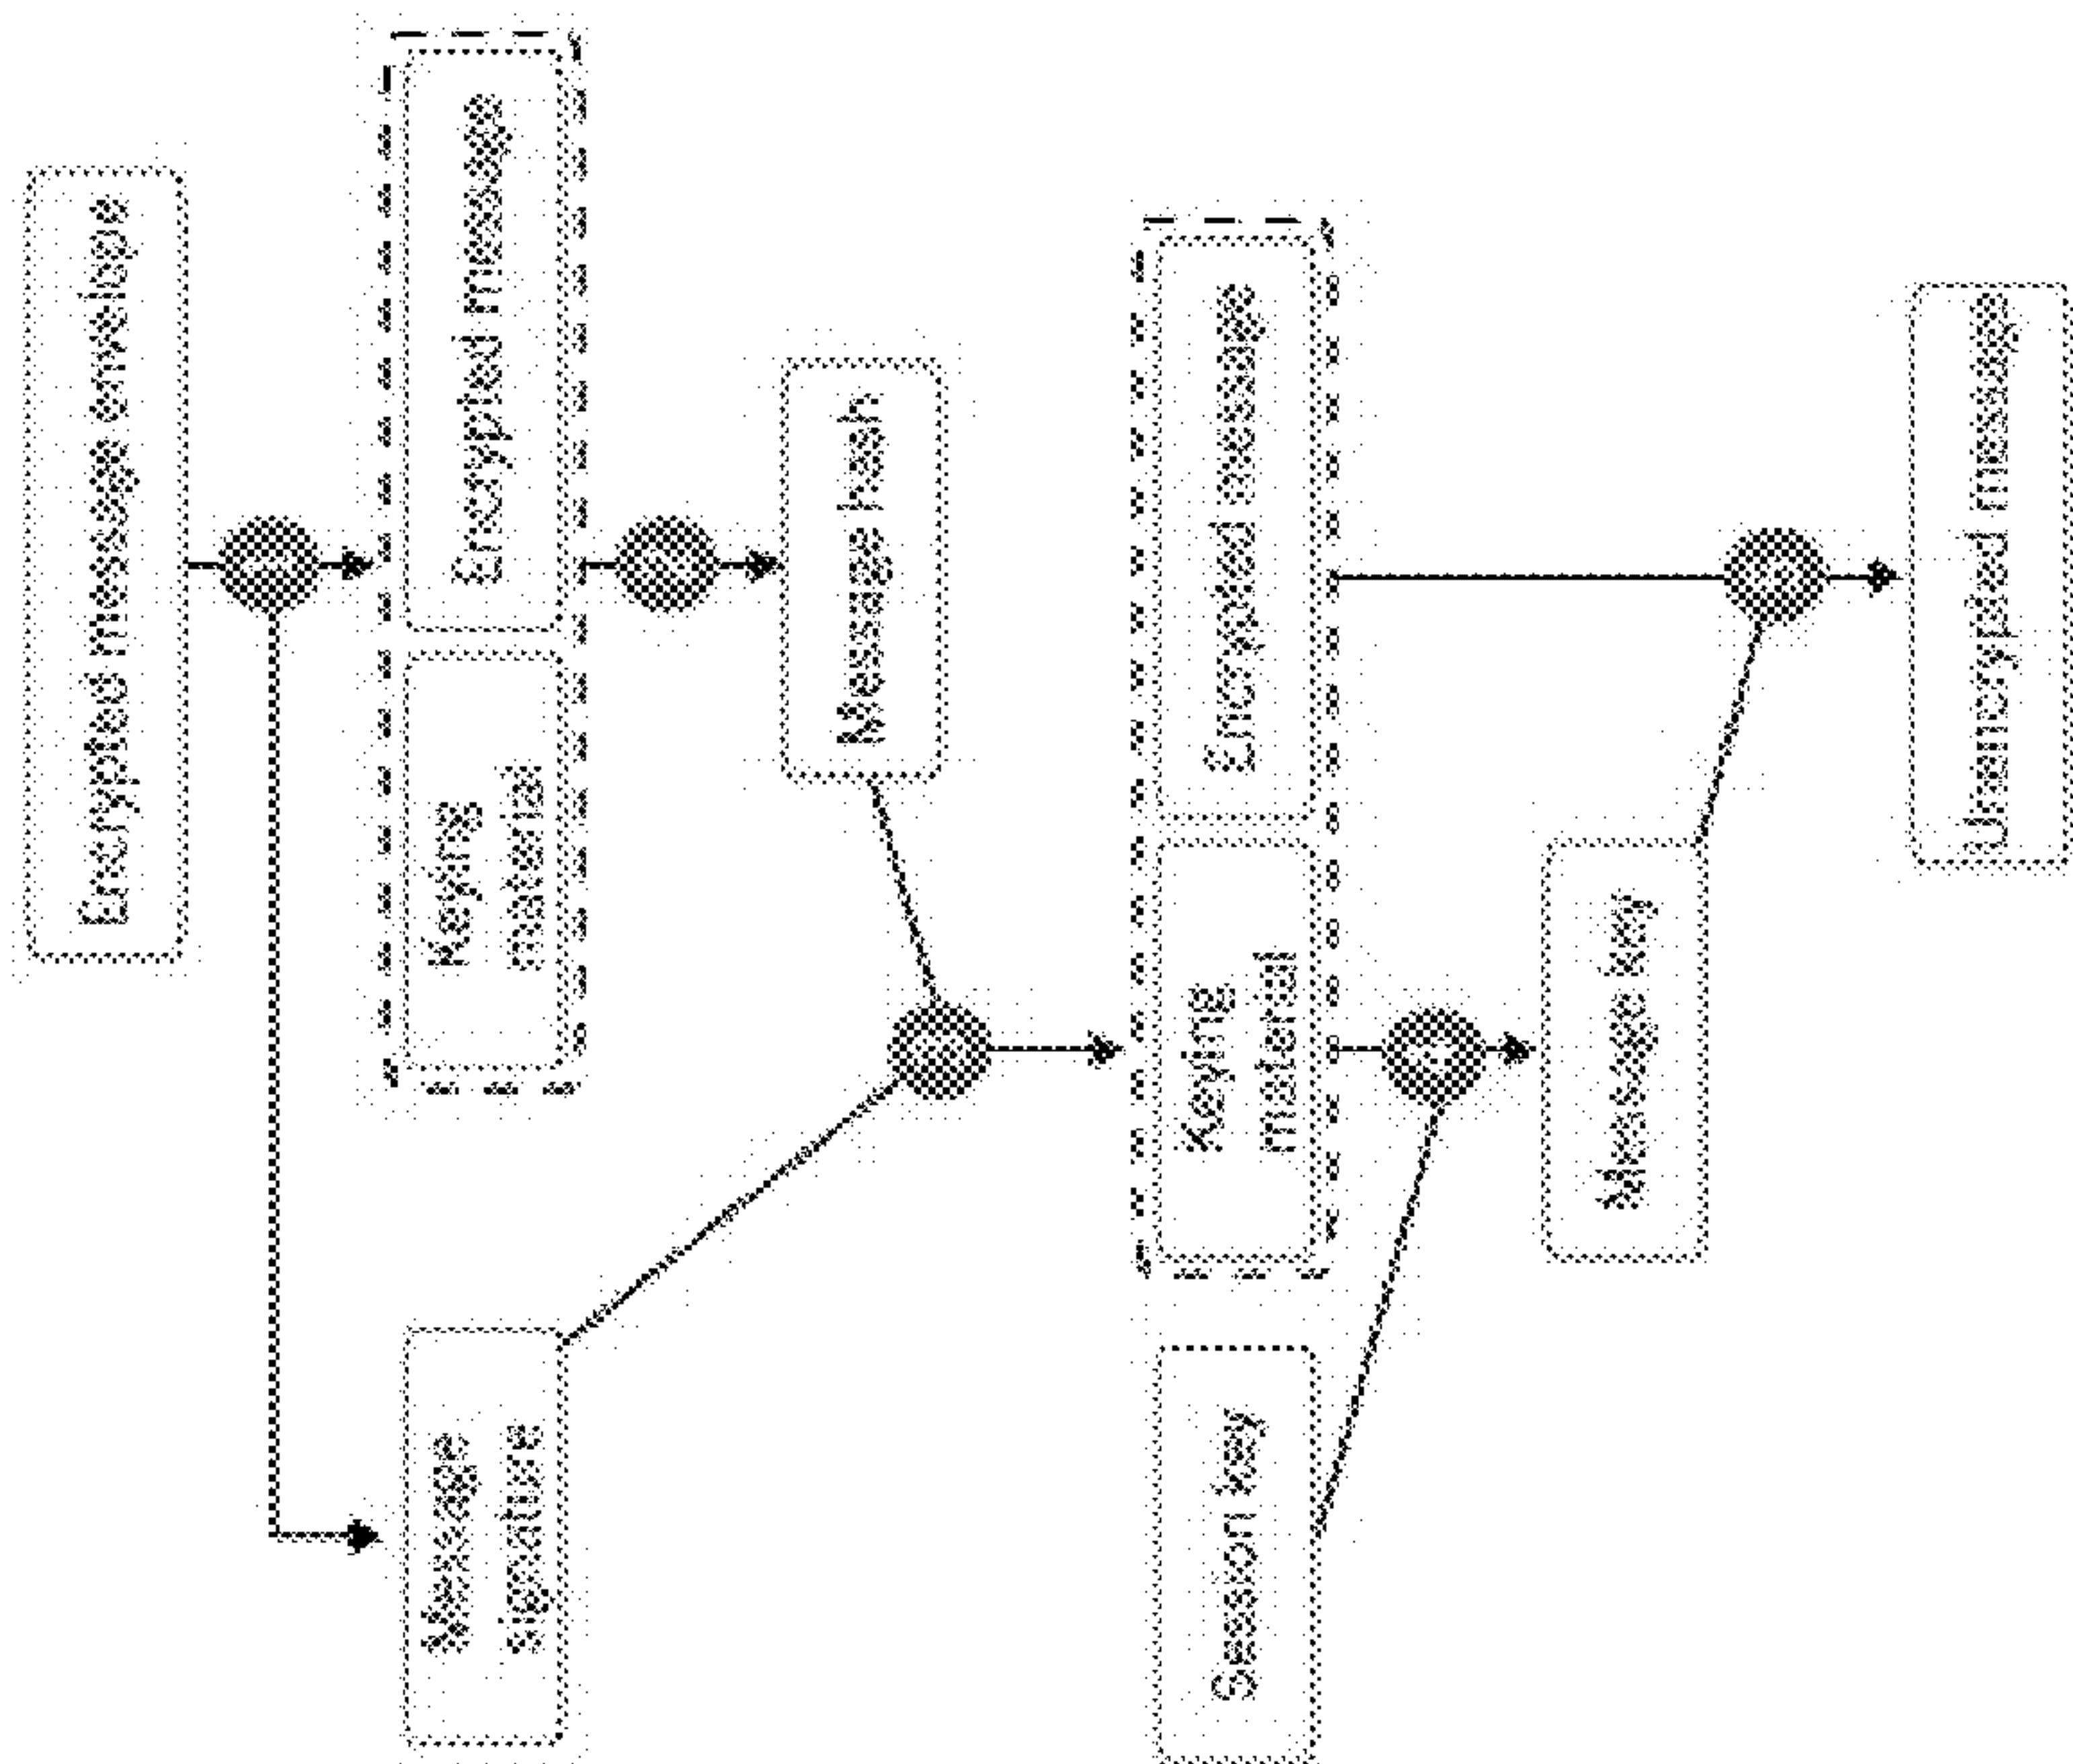 Encrypted message envelope
Message
signature
Keying
material
Encrypted message
Message hash
Session key
Keying
material
Encrypted message
Message key
Unencrypted message